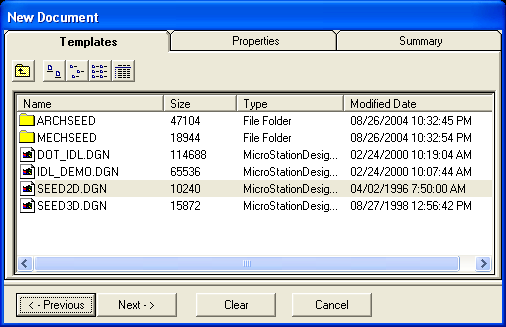 New Document
Templates Properties Summary
Name Size Type Modified Date
ARCHSEED 47104 File Folder 08/26/2004 10:32:45 PM
MECHSEED 18944 File Folder 08/26/2004 10:32:54 PM
DOT_IDL.DGN 114688 MicroStationDesig... 02/24/2000 10:19:04 AM
IDL_DEMO.DGN 65536 MicroStationDesig... 02/24/2000 10:07:44 AM
SEED2D.DGN 10240 MicroStationDesig... 04/02/1996 7:50:00 AM
SEED3D.DGN 15872 MicroStationDesig... 08/27/1998 12:56:42 PM
< - Previous Next - > Clear Cancel